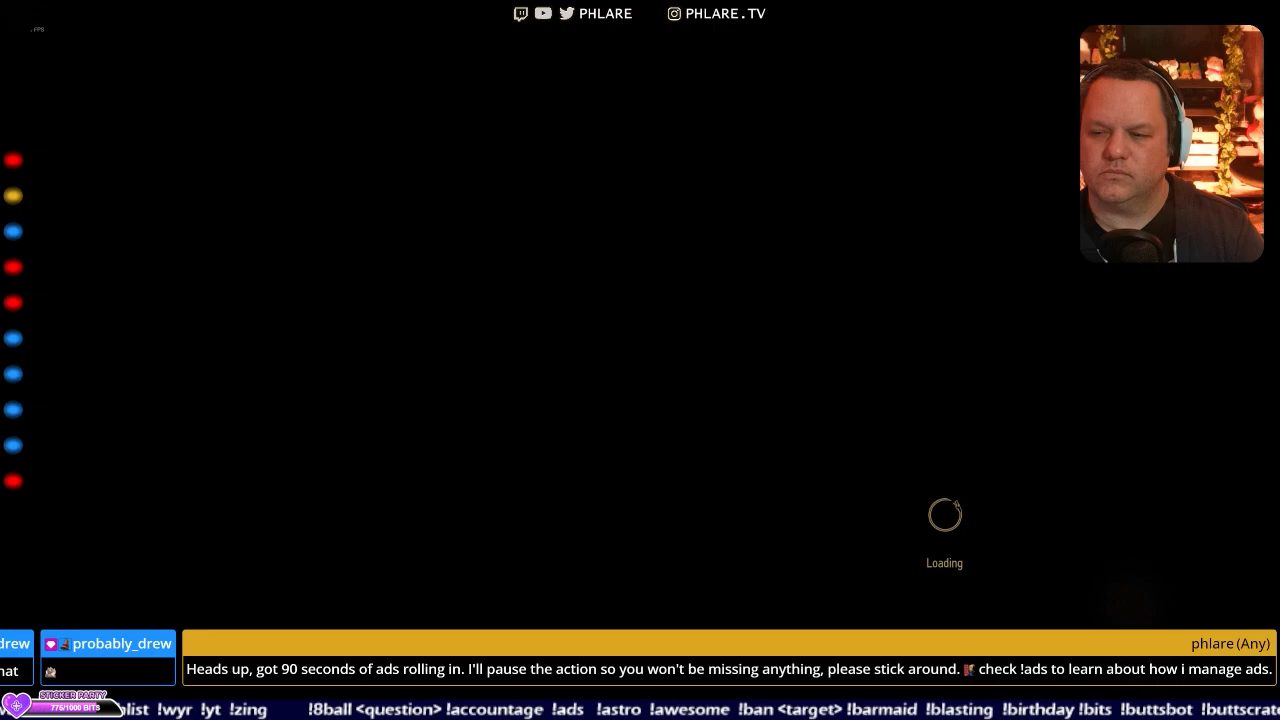 PHLARE PHLARE.TV
.FPS
Loading
drew probably_drew phlare (Any)
hat Heads up, got 90 seconds of ads rolling in. I'll pause the action so you won't be missing anything, please stick around. check !ads to learn about how i manage ads.
STICKER PARTY
775/1000 BITS
list !wyr !yt !zing !8ball <question> !accountage !ads !astro !awesome !ban <target> !barmaid !blasting !birthday !bits !buttsbot !buttscrat